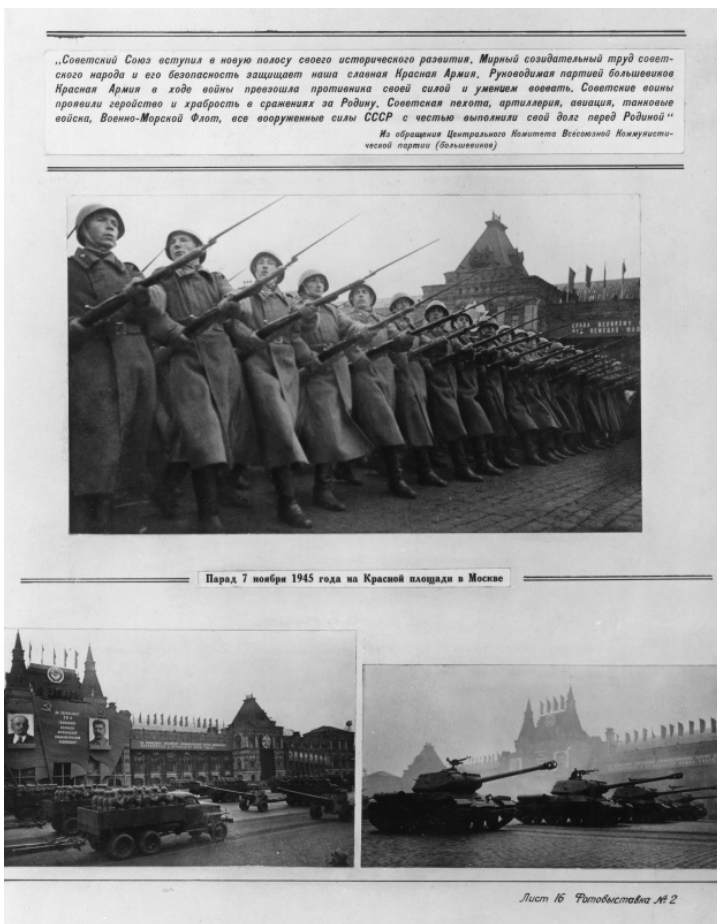 „Советский Союз вступил в новую полосу своего исторического развития. Мирный созидательный труд совет-
ского народа и его безопасность защищает наша славная Красная Армия. Руководимая партией большевиков
Красная Армия в ходе войны превзошла противника своей силой и умением воевать. Советские воины
проявили геройство и храбрость в сражениях за Родину. Советская пехота, артиллерия, авиация, танковые
войска, Военно-Морской Флот, все вооруженные силы СССР с честью выполнили свой долг перед Родиной"
Из обращения Центрального Комитета Всесоюзной Коммунисти-
ческой партии (большевиков)
Парад 7 ноября 1945 года на Красной площади в Москве
Лист 16 Фотовыставка № 2